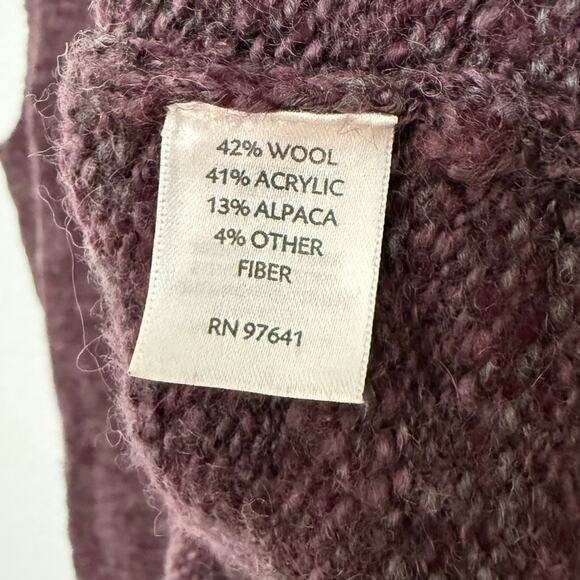 42% WOOL
41% ACRYLIC
13% ALPACA
4% OTHER
FIBER
RN 97641